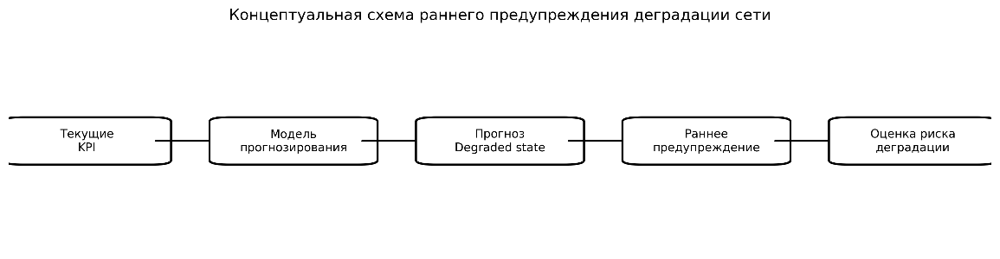 Концептуальная схема раннего предупреждения деградации сети
Текущие
KPI
Модель
прогнозирования
Прогноз
Degraded state
Раннее
предупреждение
Оценка риска
деградации